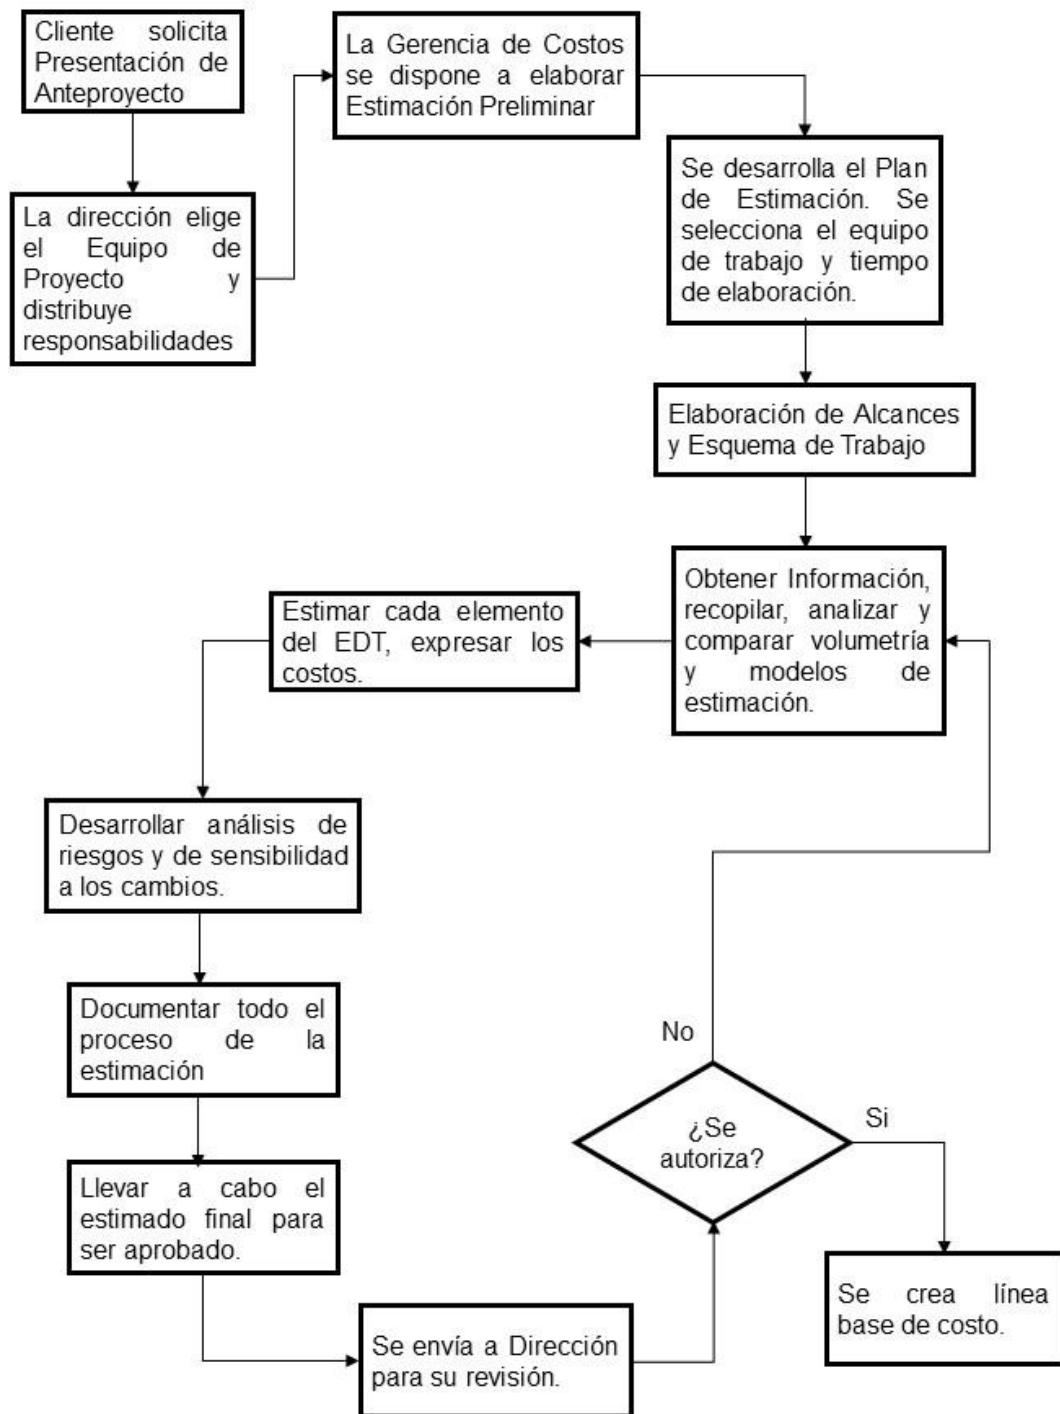 Cliente solicita
Presentación de
Anteproyecto
La dirección elige
el Equipo de
Proyecto y
distribuye
responsabilidades
La Gerencia de Costos
se dispone a elaborar
Estimación Preliminar
Se desarrolla el Plan
de Estimación. Se
selecciona el equipo
de trabajo y tiempo
de elaboración.
Elaboración de Alcances
y Esquema de Trabajo
Obtener Información,
recopilar, analizar y
comparar volumetría
y modelos de
estimación.
Estimar cada elemento
del EDT, expresar los
costos.
Desarrollar análisis de
riesgos y de sensibilidad
a los cambios.
Documentar todo el
proceso de la
estimación
Llevar a cabo el
estimado final para
ser aprobado.
Se envía a Dirección
para su revisión.
¿Se
autoriza?
No
Si
Se crea línea
base de costo.